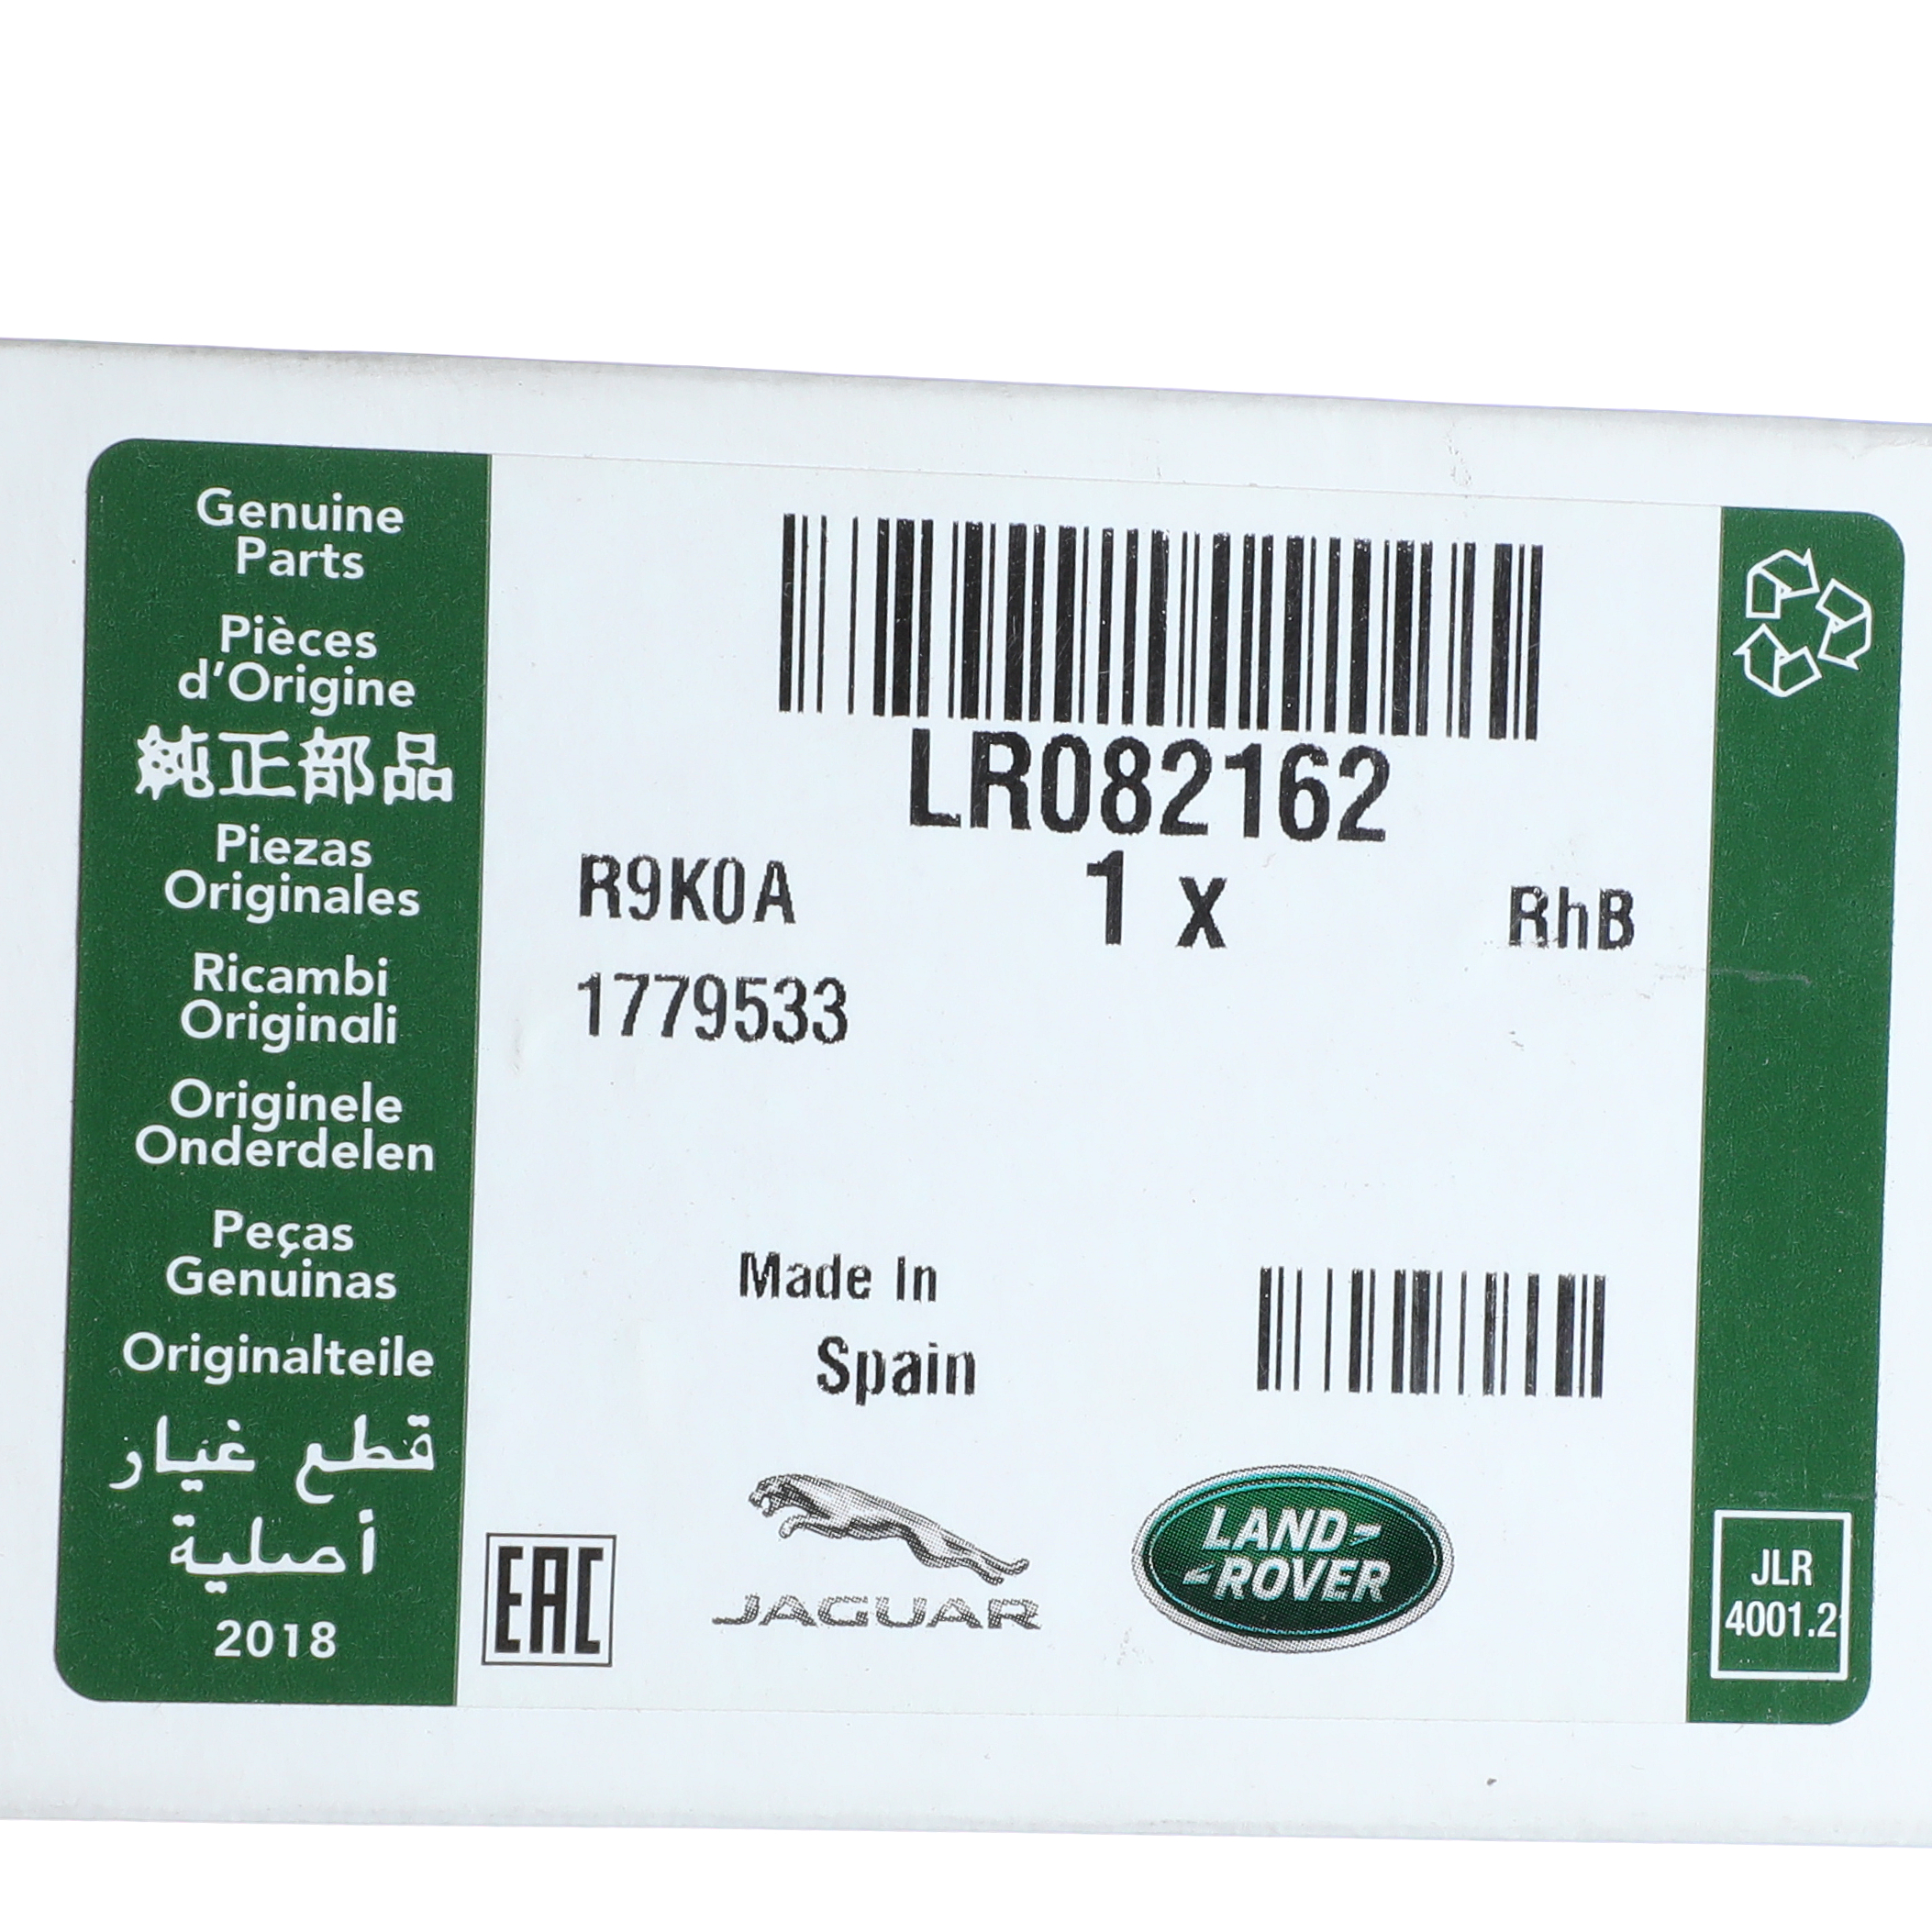 Genuine
Parts
Pièces
d'Origine
純正部品
Piezas
Originales
Ricambi
Originali
Originele
Onderdelen
Peças
Genuinas
Originalteile
قطع غيار
أصلية
2018
LR082162
R9K0A 1 x RhB
1779533
Made In
Spain
EAC
JAGUAR
LAND-
-ROVER
JLR
4001.2